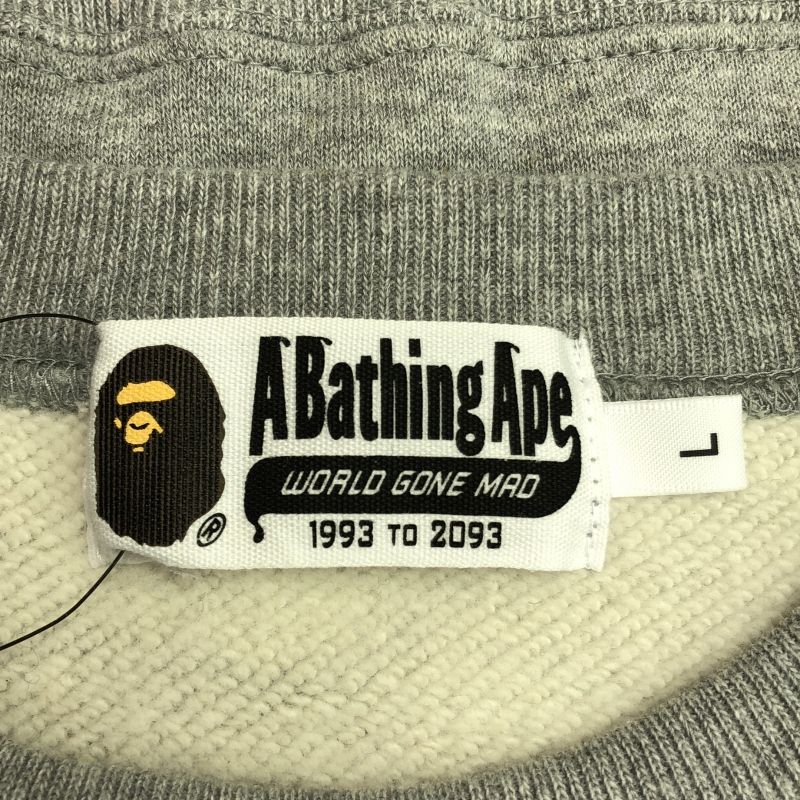 A Bathing Ape
WORLD GONE MAD
1993 TO 2093
®
L